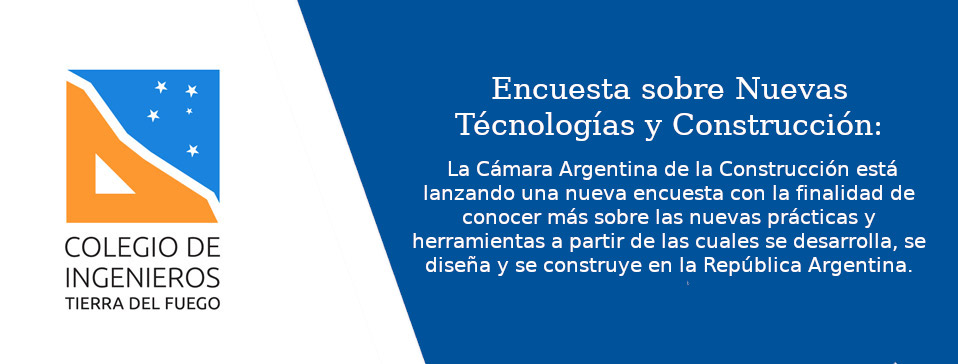 COLEGIO DE
INGENIEROS
TIERRA DEL FUEGO
Encuesta sobre Nuevas
Técnologías y Construcción:
La Cámara Argentina de la Construcción está
lanzando una nueva encuesta con la finalidad de
conocer más sobre las nuevas prácticas y
herramientas a partir de las cuales se desarrolla, se
diseña y se construye en la República Argentina.